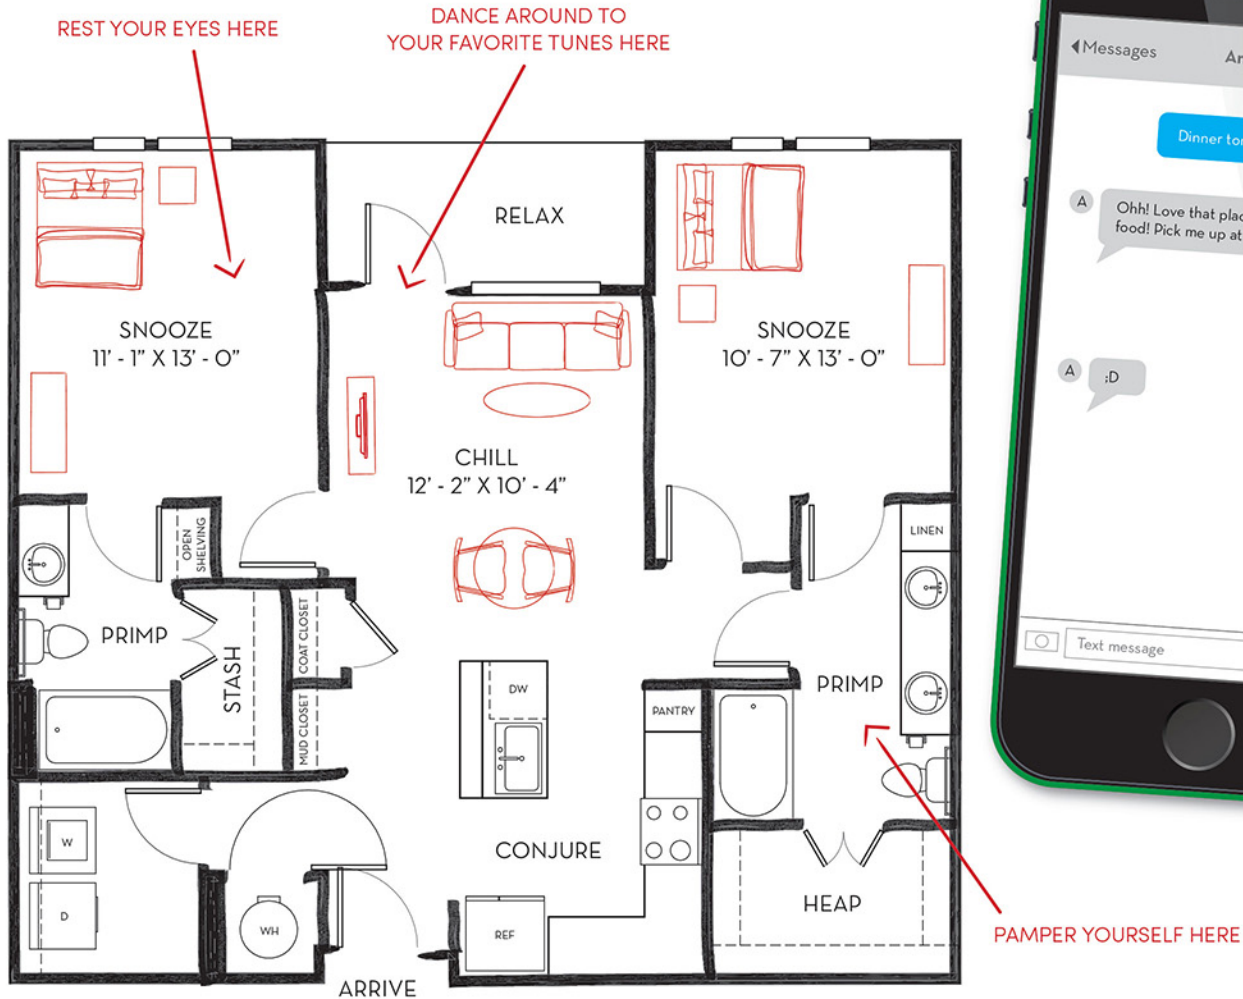 REST YOUR EYES HERE
DANCE AROUND TO
YOUR FAVORITE TUNES HERE
RELAX
SNOOZE
11' - 1" X 13' - 0"
SNOOZE
10' - 7" X 13' - 0"
CHILL
12' - 2" X 10' - 4"
OPEN
SHELVING
LINEN
PRIMP
STASH
COAT CLOSET
MUD CLOSET
DW
PANTRY
PRIMP
W
D
WH
CONJURE
REF
HEAP
ARRIVE
PAMPER YOURSELF HERE
Messages
Dinner
A
Ohh! Love that
food! Pick me up at
A
;D
Text message